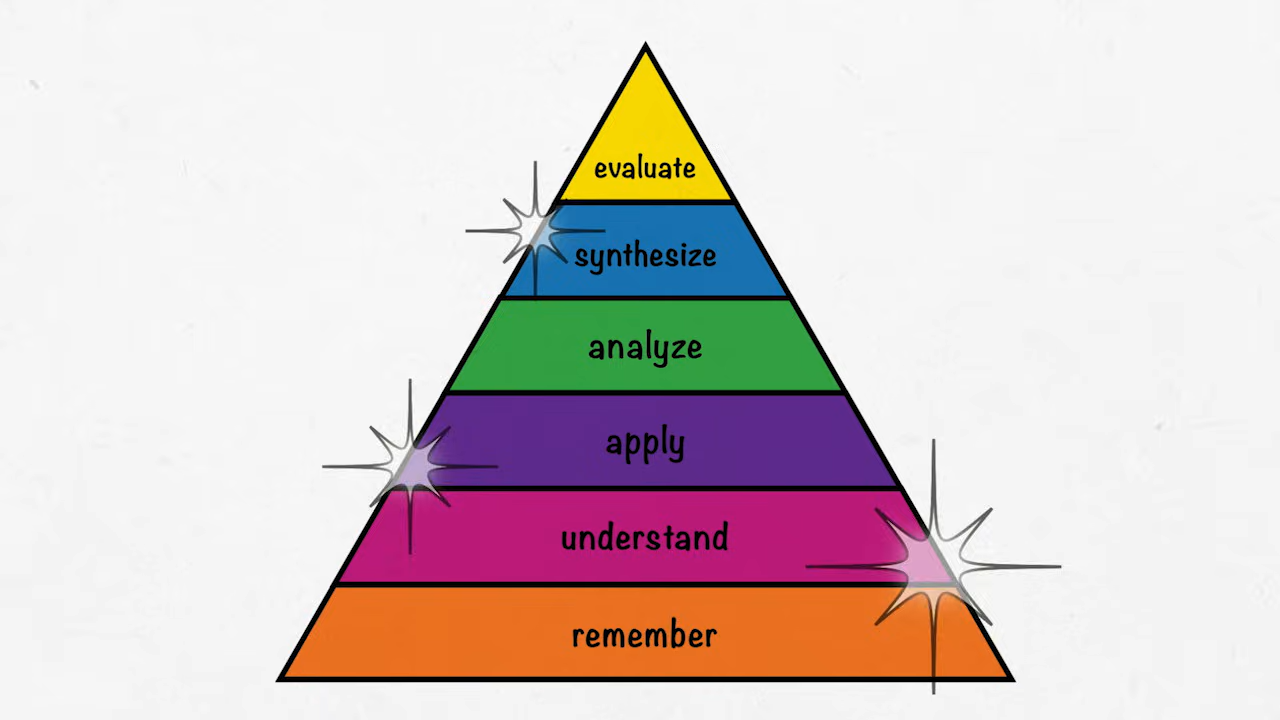 evaluate
synthesize
analyze
apply
understand
remember